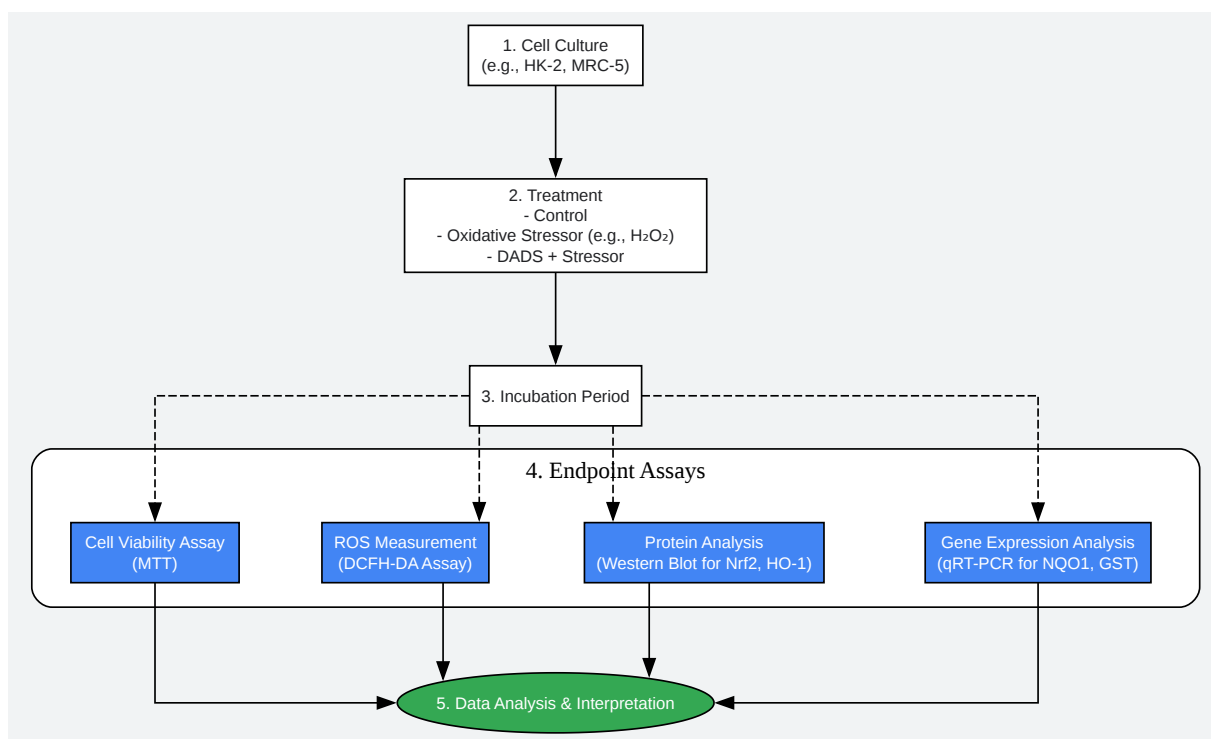 1. Cell Culture
(e.g., HK-2, MRC-5)
2. Treatment
- Control
- Oxidative Stressor (e.g., H₂O₂)
- DADS + Stressor
3. Incubation Period
4. Endpoint Assays
Cell Viability Assay
(MTT)
ROS Measurement
(DCFH-DA Assay)
Protein Analysis
(Western Blot for Nrf2, HO-1)
Gene Expression Analysis
(qRT-PCR for NQO1, GST)
5. Data Analysis & Interpretation